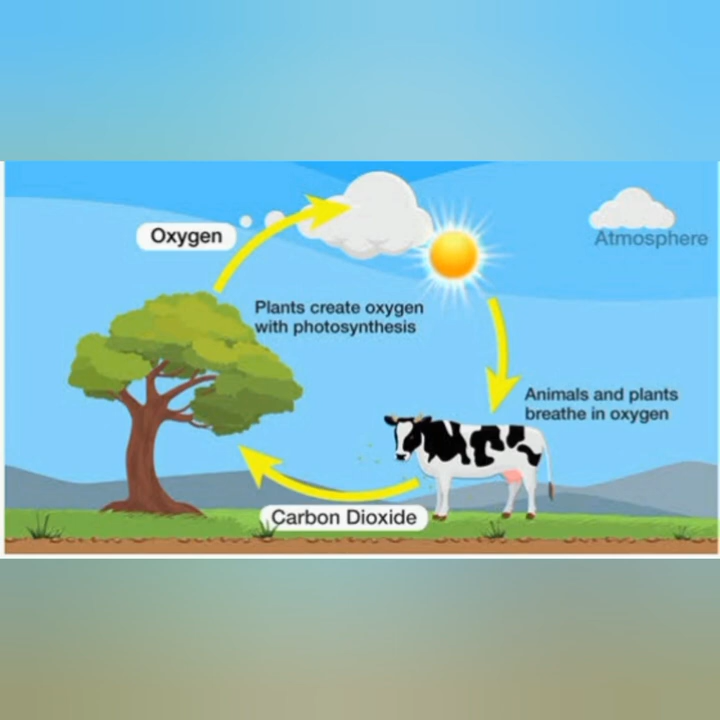 Oxygen
Atmosphere
Plants create oxygen
with photosynthesis
Animals and plants
breathe in oxygen
Carbon Dioxide